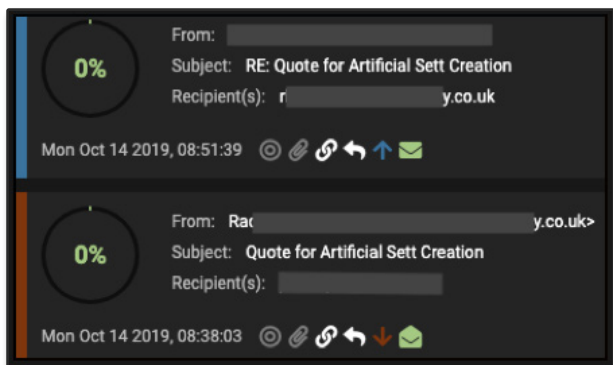 From:
0%
Subject: RE: Quote for Artificial Sett Creation
Recipient(s): r y.co.uk
Mon Oct 14 2019, 08:51:39
From: Rac y.co.uk>
0%
Subject: Quote for Artificial Sett Creation
Recipient(s):
Mon Oct 14 2019, 08:38:03